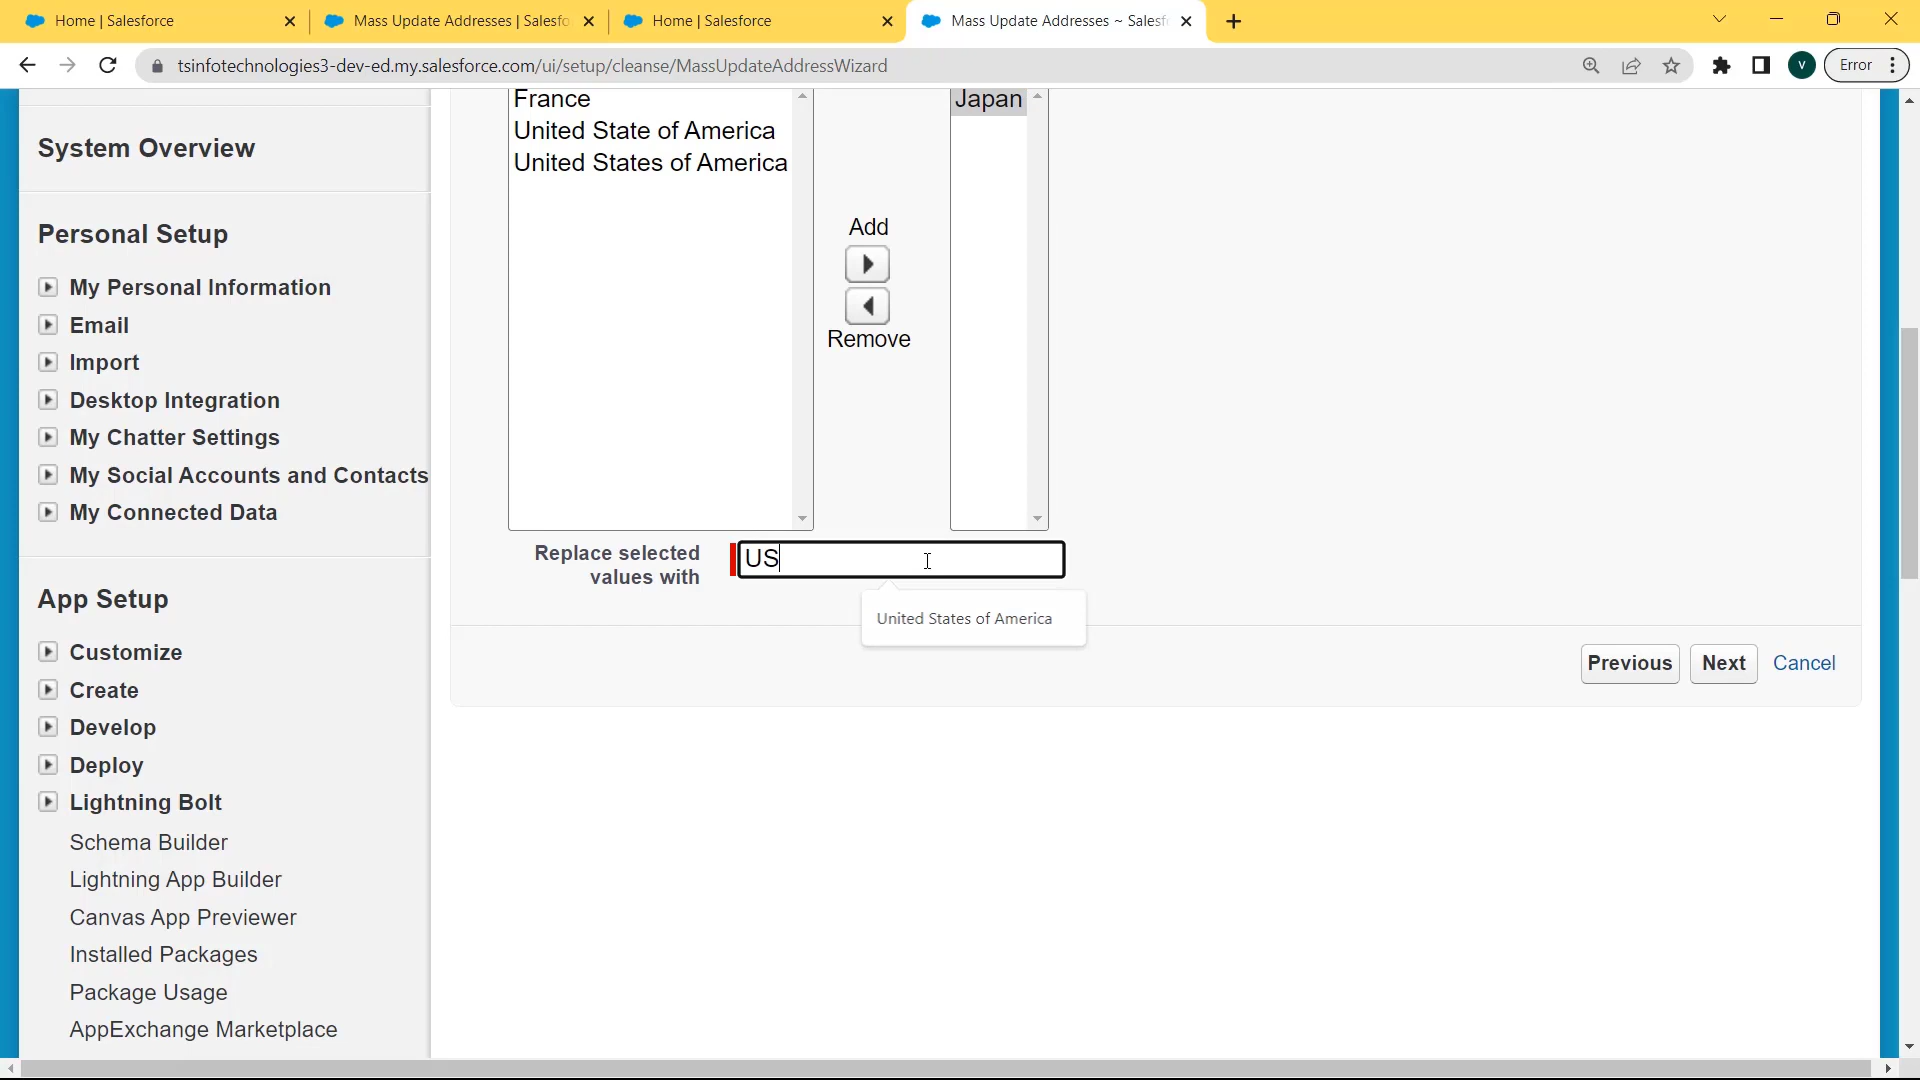 Home | Salesforce
Mass Update Addresses | Salesfo
Home | Salesforce
Mass Update Addresses ~ Salesf
tsinfotechnologies3-dev-ed.my.salesforce.com/ui/setup/cleanse/MassUpdateAddressWizard
V
Error
System Overview
Personal Setup
My Personal Information
Email
Import
Desktop Integration
My Chatter Settings
My Social Accounts and Contacts
My Connected Data
App Setup
Customize
Create
Develop
Deploy
Lightning Bolt
Schema Builder
Lightning App Builder
Canvas App Previewer
Installed Packages
Package Usage
AppExchange Marketplace
France
United State of America
United States of America
Add
Remove
Japan
Replace selected
values with
US
United States of America
Previous
Next
Cancel